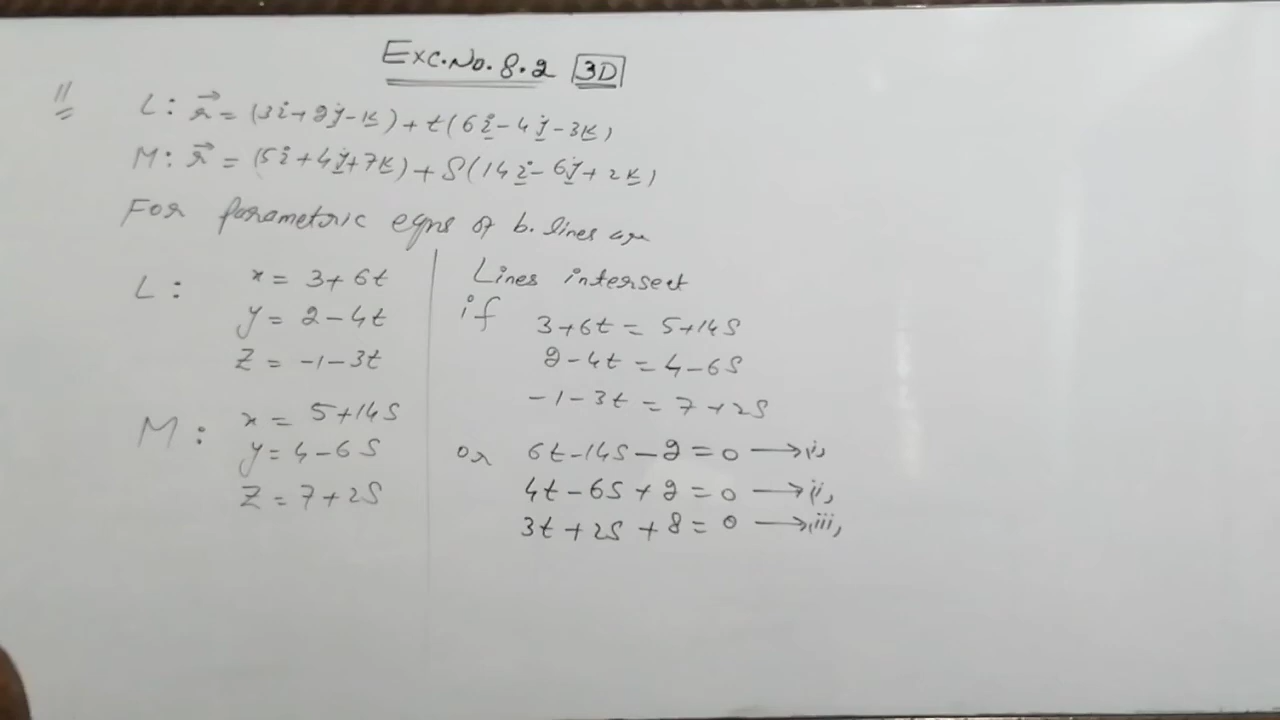 Exc.No. 8.2 3D
11
L: r⃗ = (3i+2j-k) + t(6i-4j-3k)
M: r⃗ = (5i+4j+7k) + S(14i-6j+2k)
For parametric eqns of b. lines are
L: x = 3+6t
y = 2-4t
z = -1-3t
M: x = 5+14S
y = 4-6S
z = 7+2S
Lines intersect
if 3+6t = 5+14S
2-4t = 4-6S
-1-3t = 7+2S
or 6t-14S-2=0 → i,
4t-6S+2=0 → ii,
3t+2S+8=0 → iii,